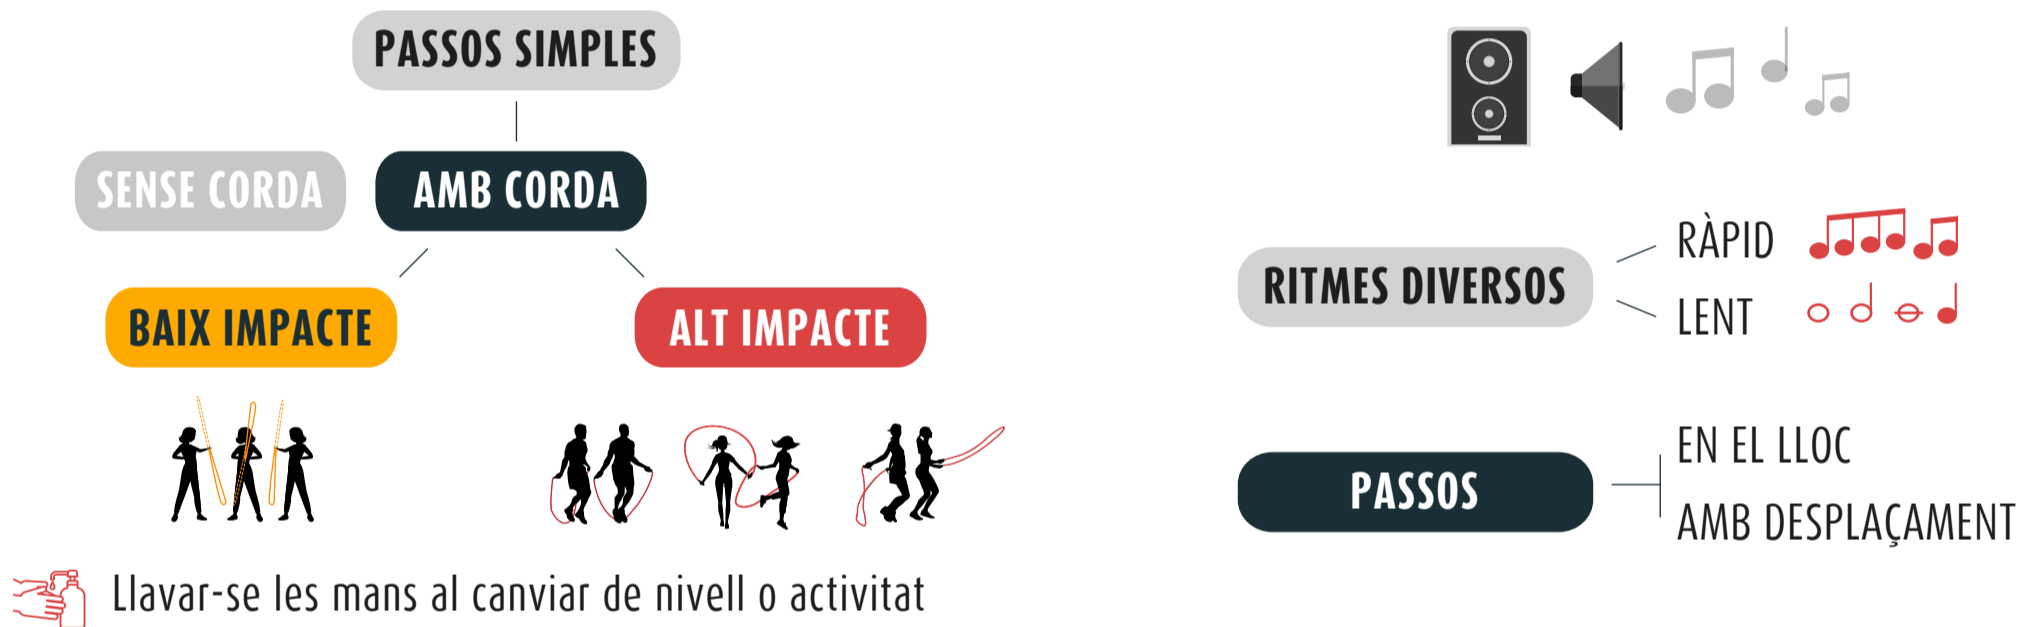 PASSOS SIMPLES
SENSE CORDA
AMB CORDA
BAIX IMPACTE
ALT IMPACTE
Llavar-se les mans al canviar de nivell o activitat
RITMES DIVERSOS
RÀPID
LENT
PASSOS
EN EL LLOC
AMB DESPLAÇAMENT